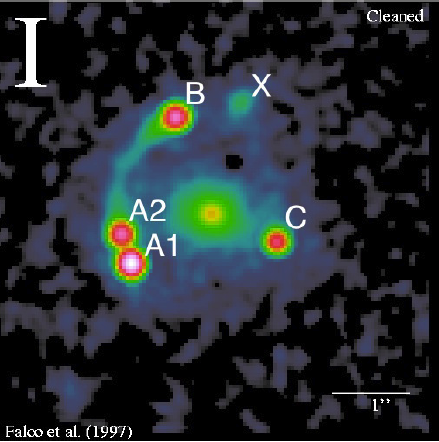 I
Cleaned
B
X
A2
A1
C
1’’
Falco et al. (1997)